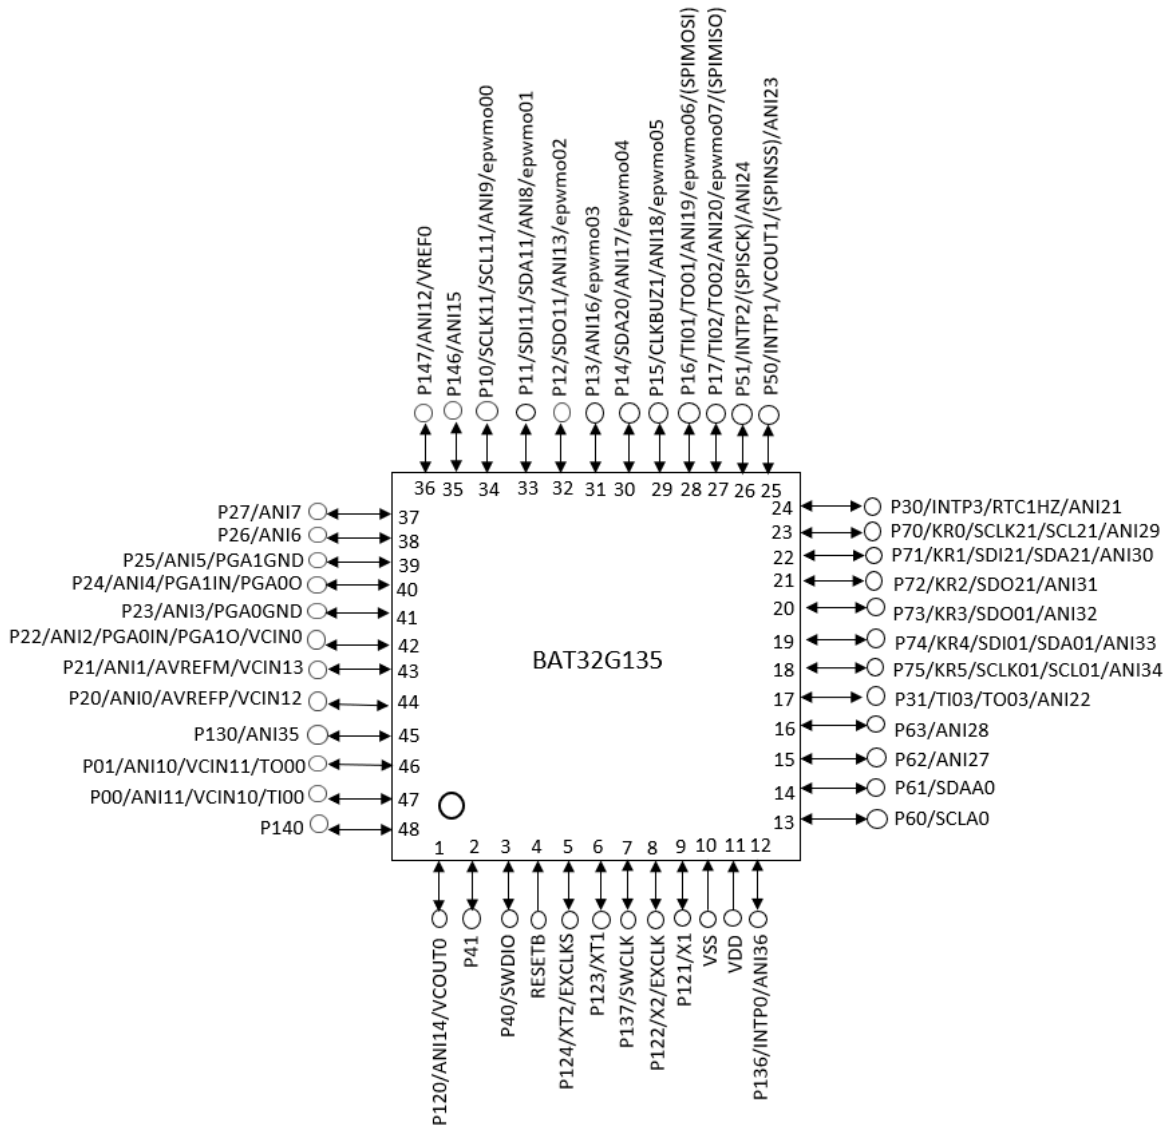 P147/ANI12/VREF0
P146/ANI15
P10/SCLK11/SCL11/ANI9/epwmo00
P11/SDI11/SDA11/ANI8/epwmo01
P12/SDO11/ANI13/epwmo02
P13/ANI16/epwmo03
P14/SDA20/ANI17/epwmo04
P15/CLKBUZ1/ANI18/epwmo05
P16/TI01/TO01/ANI19/epwmo06/(SPIMOSI)
P17/TI02/TO02/ANI20/epwmo07/(SPIMISO)
P51/INTP2/(SPISCK)/ANI24
P50/INTP1/VCOUT1/(SPINSS)/ANI23
36 35 34 33 32 31 30 29 28 27 26 25
P27/ANI7 37
P26/ANI6 38
P25/ANI5/PGA1GND 39
P24/ANI4/PGA1IN/PGA0O 40
P23/ANI3/PGA0GND 41
P22/ANI2/PGA0IN/PGA1O/VCIN0 42
P21/ANI1/AVREFM/VCIN13 43
P20/ANI0/AVREFP/VCIN12 44
P130/ANI35 45
P01/ANI10/VCIN11/TO00 46
P00/ANI11/VCIN10/TI00 47
P140 48
BAT32G135
24 P30/INTP3/RTC1HZ/ANI21
23 P70/KR0/SCLK21/SCL21/ANI29
22 P71/KR1/SDI21/SDA21/ANI30
21 P72/KR2/SDO21/ANI31
20 P73/KR3/SDO01/ANI32
19 P74/KR4/SDI01/SDA01/ANI33
18 P75/KR5/SCLK01/SCL01/ANI34
17 P31/TI03/TO03/ANI22
16 P63/ANI28
15 P62/ANI27
14 P61/SDAA0
13 P60/SCLA0
1 2 3 4 5 6 7 8 9 10 11 12
P120/ANI14/VCOUT0
P41
P40/SWDIO
RESETB
P124/XT2/EXCLKS
P123/XT1
P137/SWCLK
P122/X2/EXCLK
P121/X1
VSS
VDD
P136/INTP0/ANI36